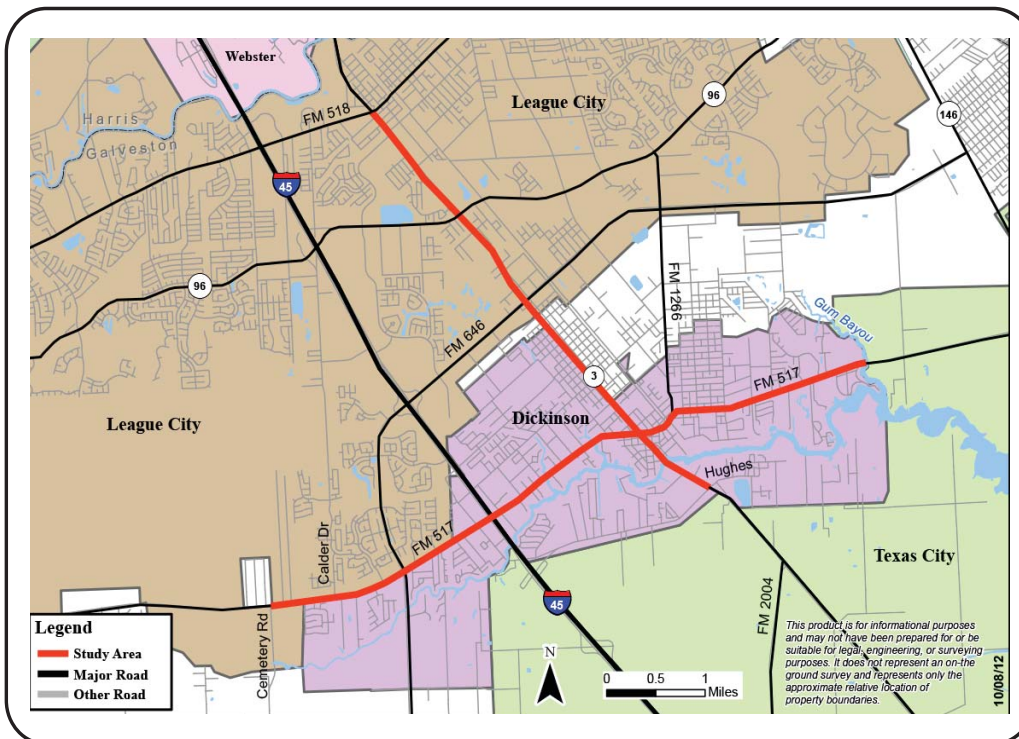 Webster
League City
96
146
FM 518
Harris
Galveston
45
96
FM 1266
Gum Bayou
FM 646
3
FM 517
League City
Dickinson
Hughes
Calder Dr
FM 517
Texas City
45
FM 2004
Cemetery Rd
Legend
Study Area
Major Road
Other Road
N
0 0.5 1
Miles
This product is for informational purposes
and may not have been prepared for or be
suitable for legal, engineering, or surveying
purposes. It does not represent an on-the-
ground survey and represents only the
approximate relative location of
property boundaries.
10/08/12